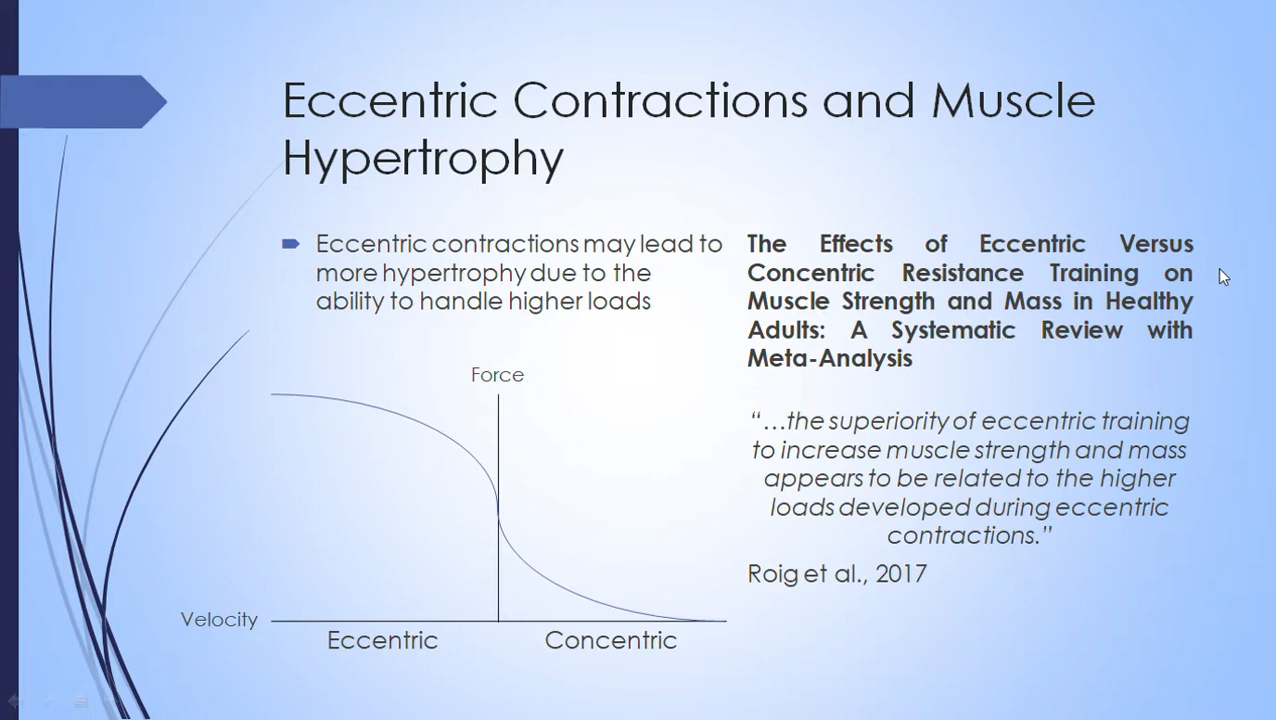 Eccentric Contractions and Muscle
Hypertrophy
Eccentric contractions may lead to
more hypertrophy due to the
ability to handle higher loads
Force
Velocity
Eccentric
Concentric
The Effects of Eccentric Versus
Concentric Resistance Training on
Muscle Strength and Mass in Healthy
Adults: A Systematic Review with
Meta-Analysis
“…the superiority of eccentric training
to increase muscle strength and mass
appears to be related to the higher
loads developed during eccentric
contractions.”
Roig et al., 2017